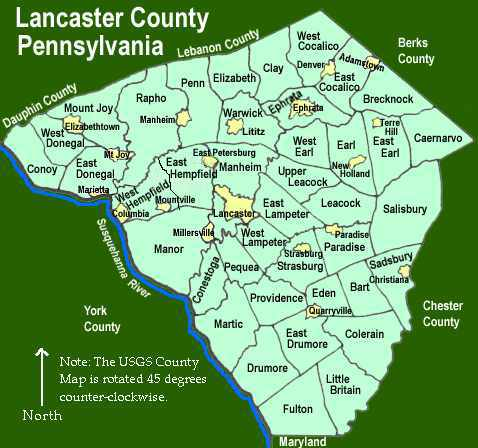 Lancaster County
Pennsylvania
Lebanon County
Dauphin County
Berks
County
West
Cocalico
Denver
Adamstown
East
Cocalico
Clay
Elizabeth
Penn
Rapho
Mount Joy
Elizabethtown
Manheim
Warwick
Lititz
Ephrata
Ephrata
Brecknock
Terre
Hill
Caernarvo
West
Donegal
Conoy
East
Donegal
Mt Joy
Marietta
East
Hempfield
East Petersburg
Manheim
West
Earl
Earl
East
Earl
New
Holland
Upper
Leacock
Leacock
Salisbury
West
Hempfield
Mountville
Columbia
Lancaster
East
Lampeter
Millersville
West
Lampeter
Manor
Paradise
Paradise
Strasburg
Strasburg
Sadsbury
Christiana
Conestoga
Pequea
Susquehanna River
Providence
Eden
Bart
Quarryville
Martic
East
Drumore
Colerain
Drumore
Little
Britain
Fulton
York
County
Chester
County
Maryland
Note: The USGS County
Map is rotated 45 degrees
counter-clockwise.
North